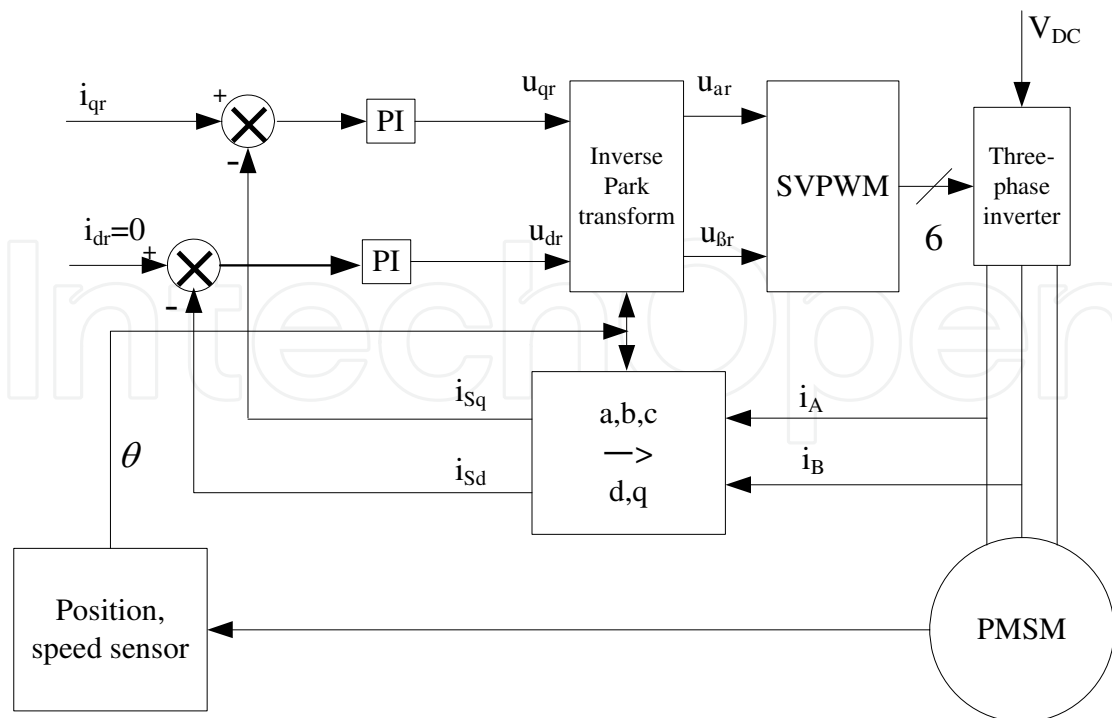 V_DC
i_qr
+
PI
u_qr
u_ar
-
Inverse
Park
transform
SVPWM
Three-
phase
inverter
6
i_dr=0
+
PI
u_dr
u_ßr
-
IntechOpen
i_Sq
a,b,c
—>
d,q
i_A
θ
i_Sd
i_B
Position,
speed sensor
PMSM